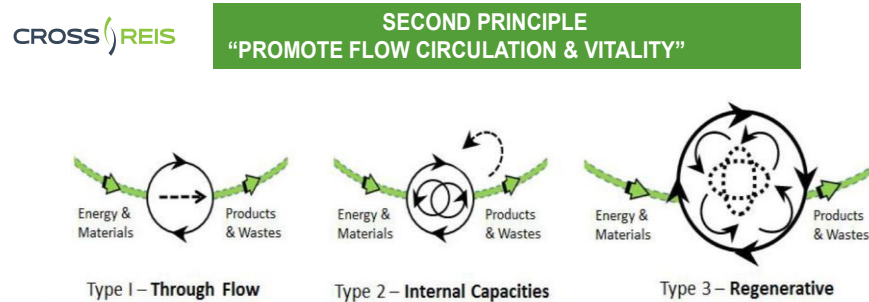 CROSS REIS
SECOND PRINCIPLE
“PROMOTE FLOW CIRCULATION & VITALITY”
Energy &
Materials
Products
& Wastes
Energy &
Materials
Products
& Wastes
Energy &
Materials
Products
& Wastes
Type I – Through Flow
Type 2 – Internal Capacities
Type 3 – Regenerative